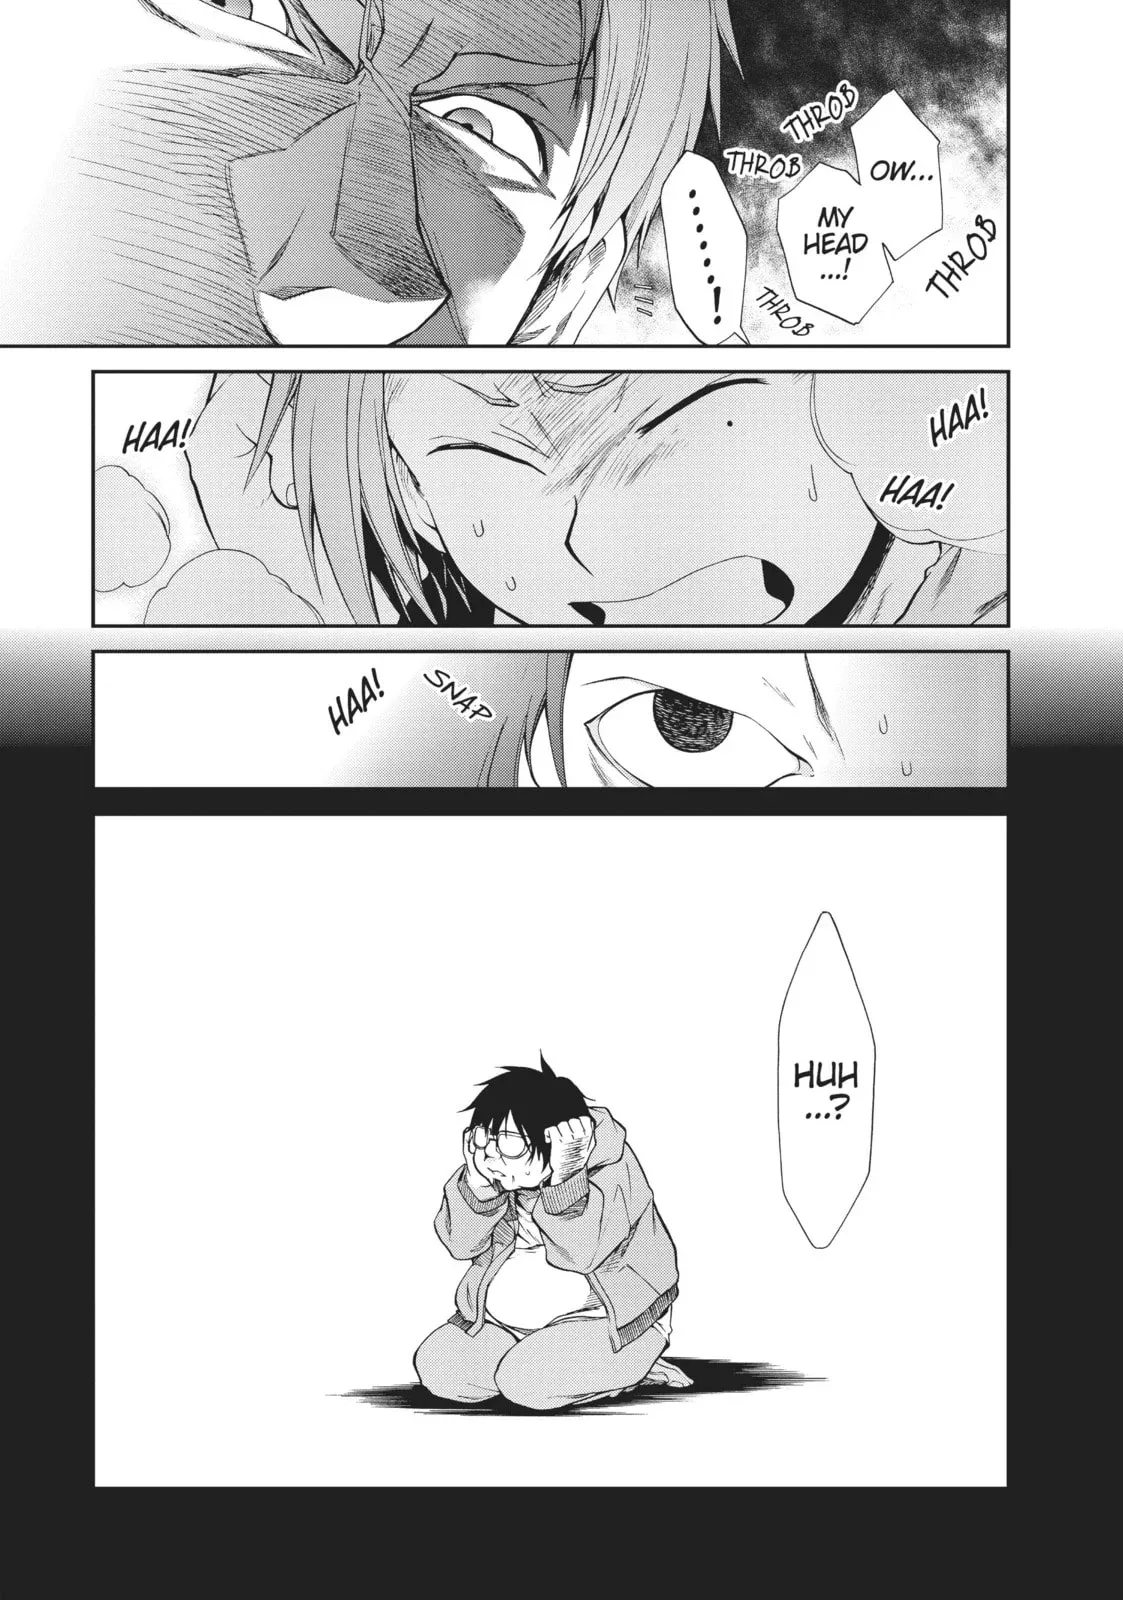 OW...
MY
HEAD
...!
THROB
THROB
THROB
THROB
........!
HAA!
HAA!
HAA!
SNAP
HAA!
HUH
...?